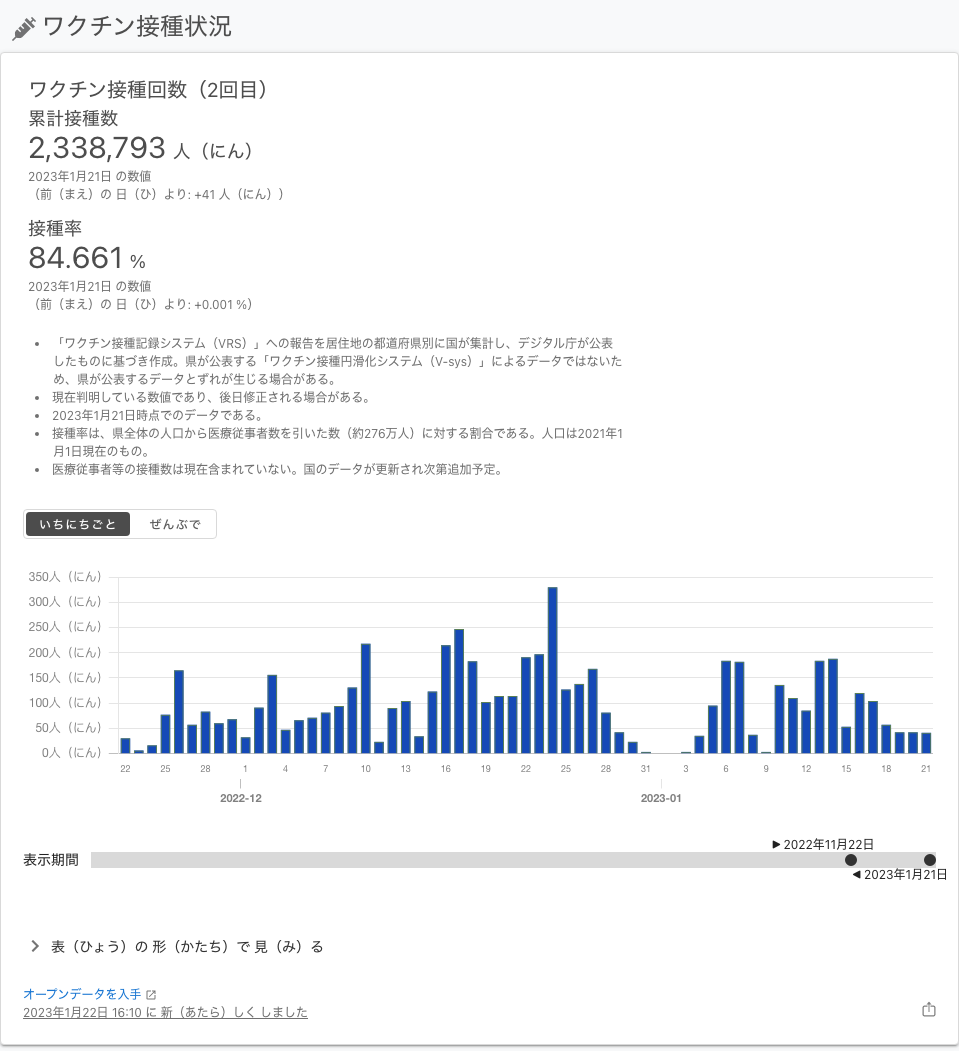 ワクチン接種状況
ワクチン接種回数（2回目）
累計接種数
2,338,793 人（にん）
2023年1月21日 の数値
（前（まえ）の 日（ひ）より: +41 人（にん））
接種率
84.661 %
2023年1月21日 の数値
（前（まえ）の 日（ひ）より: +0.001 %）
• 「ワクチン接種記録システム（VRS）」への報告を居住地の都道府県別に国が集計し、デジタル庁が公表
したものに基づき作成。県が公表する「ワクチン接種円滑化システム（V-sys）」によるデータではないた
め、県が公表するデータとずれが生じる場合がある。
• 現在判明している数値であり、後日修正される場合がある。
• 2023年1月21日時点でのデータである。
• 接種率は、県全体の人口から医療従事者数を引いた数（約276万人）に対する割合である。人口は2021年1
月1日現在のもの。
• 医療従事者等の接種数は現在含まれていない。国のデータが更新され次第追加予定。
いちにちごと ぜんぶで
350人（にん）
300人（にん）
250人（にん）
200人（にん）
150人（にん）
100人（にん）
50人（にん）
0人（にん）
22 25 28 1 4 7 10 13 16 19 22 25 28 31 3 6 9 12 15 18 21
2022-12 2023-01
▶ 2022年11月22日
表示期間
◀ 2023年1月21日
表（ひょう）の 形（かたち）で 見（み）る
オープンデータを入手
2023年1月22日 16:10 に 新（あたら）しく しました